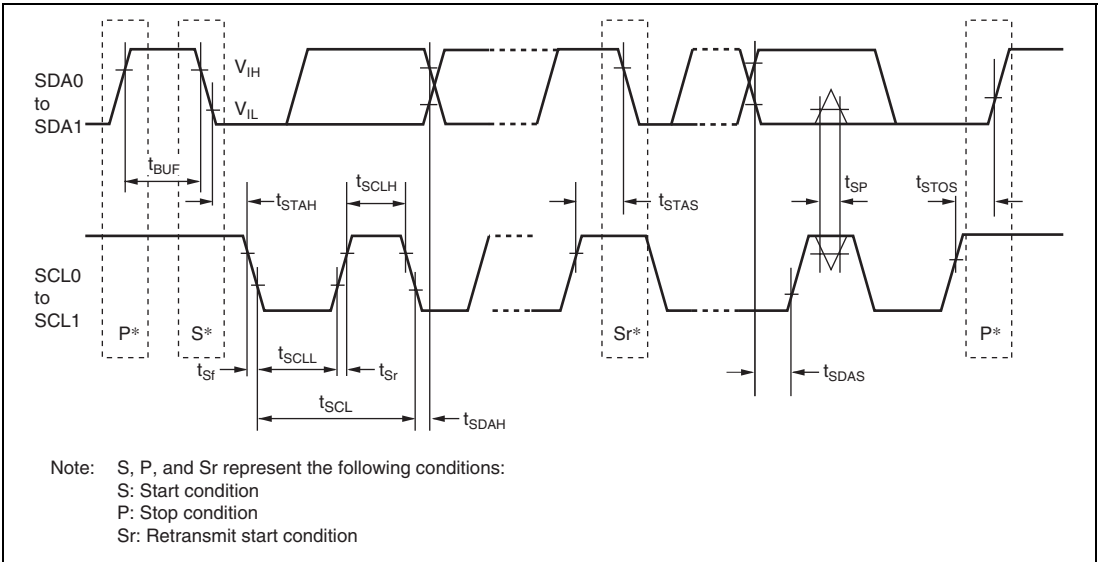 SDA0
to
SDA1
V_IH
V_IL
t_BUF
t_STAH
t_SCLH
t_STAS
t_SP
t_STOS
SCL0
to
SCL1
P*
S*
Sr*
P*
t_Sf
t_SCLL
t_Sr
t_SCL
t_SDAH
t_SDAS
Note: S, P, and Sr represent the following conditions:
S: Start condition
P: Stop condition
Sr: Retransmit start condition